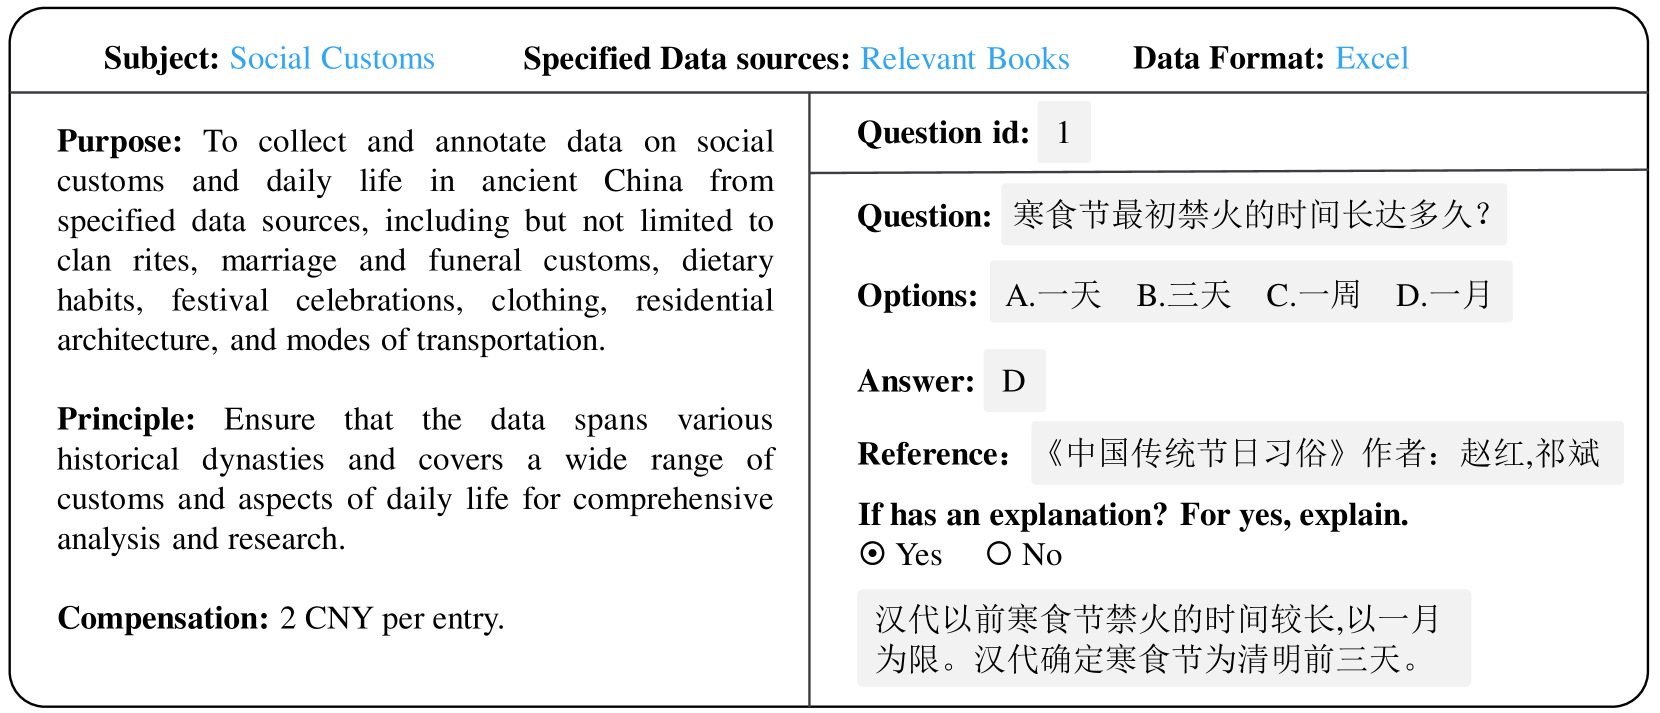 Subject: Social Customs Specified Data sources: Relevant Books Data Format: Excel
Purpose: To collect and annotate data on social
customs and daily life in ancient China from
specified data sources, including but not limited to
clan rites, marriage and funeral customs, dietary
habits, festival celebrations, clothing, residential
architecture, and modes of transportation.
Principle: Ensure that the data spans various
historical dynasties and covers a wide range of
customs and aspects of daily life for comprehensive
analysis and research.
Compensation: 2 CNY per entry.
Question id: 1
Question: 寒食节最初禁火的时间长达多久？
Options: A.一天 B.三天 C.一周 D.一月
Answer: D
Reference: 《中国传统节日习俗》作者：赵红,祁斌
If has an explanation? For yes, explain.
Yes No
汉代以前寒食节禁火的时间较长,以一月
为限。汉代确定寒食节为清明前三天。